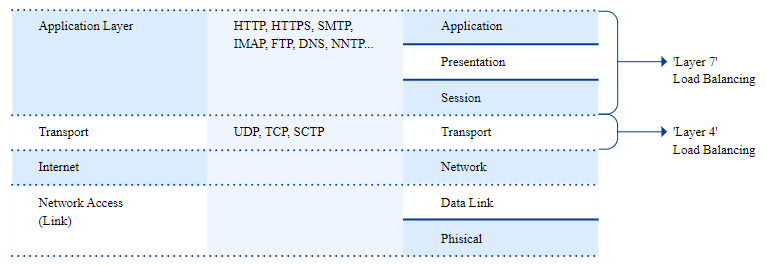 Application Layer
HTTP, HTTPS, SMTP,
IMAP, FTP, DNS, NNTP...
Application
Presentation
Session
'Layer 7'
Load Balancing
Transport
UDP, TCP, SCTP
Transport
'Layer 4'
Load Balancing
Internet
Network
Network Access
(Link)
Data Link
Phisical